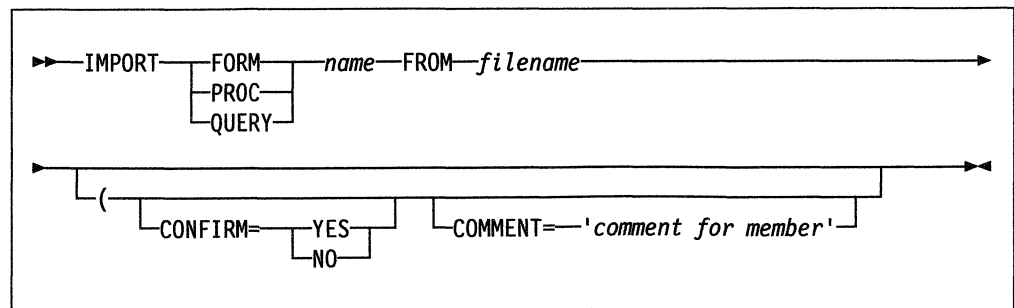 IMPORT FORM name FROM filename
PROC
QUERY
(
CONFIRM= YES COMMENT= 'comment for member'
NO